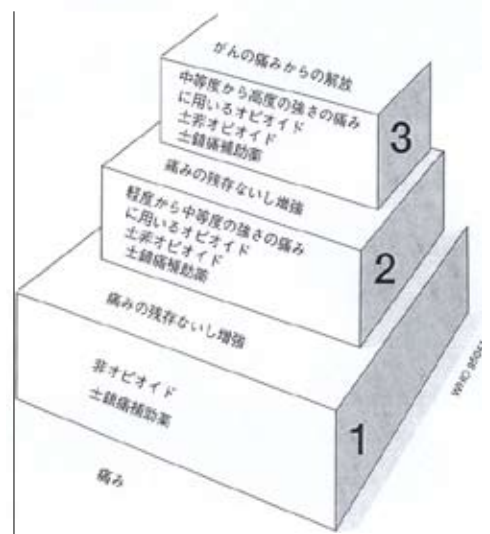 がんの痛みからの解放
中等度から高度の強さの痛み
に用いるオピオイド
±非オピオイド
±鎮痛補助薬
3
痛みの残存ないし増強
軽度から中等度の強さの痛み
に用いるオピオイド
±非オピオイド
±鎮痛補助薬
2
痛みの残存ないし増強
非オピオイド
±鎮痛補助薬
1
痛み